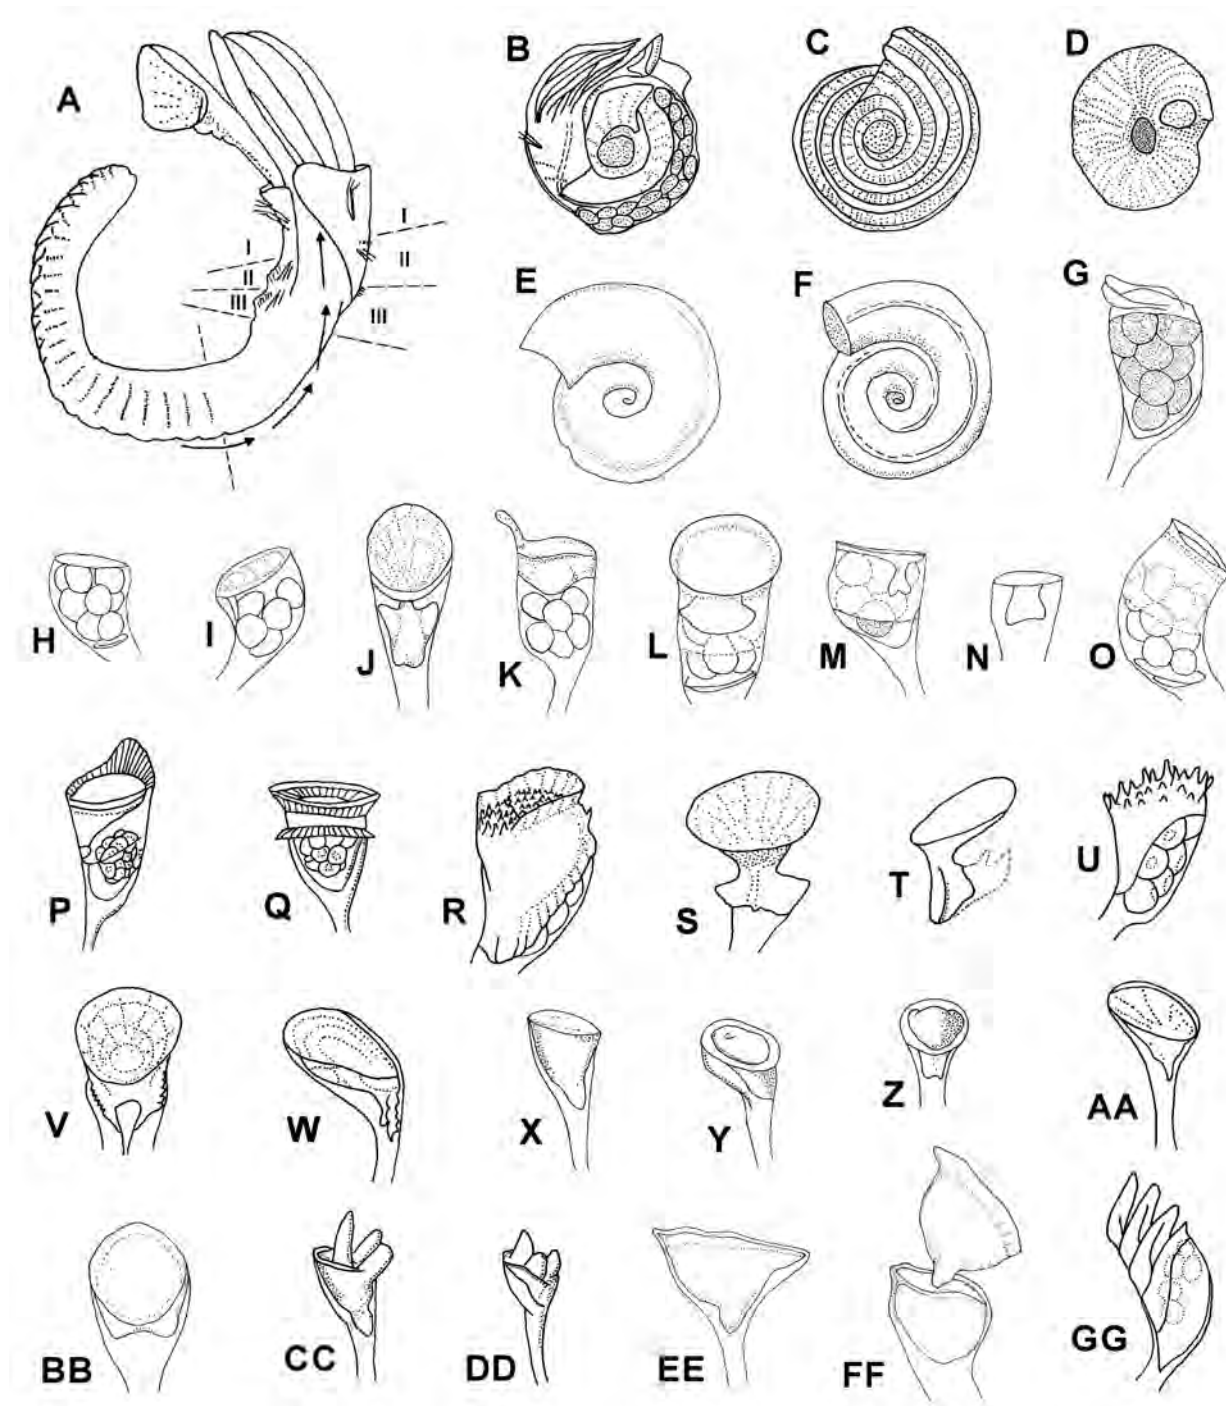 A B C D
I
II
III
I
II
III
E F G
H I J K L M N O
P Q R S T U
V W X Y Z AA
BB CC DD EE FF GG